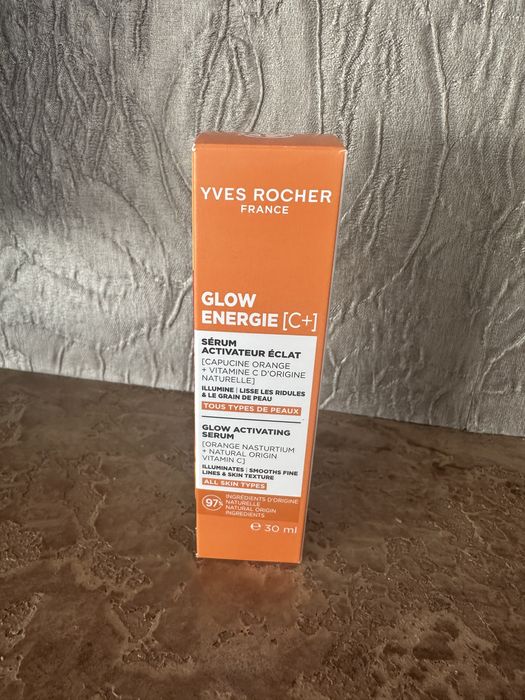 YVES ROCHER
FRANCE
GLOW
ENERGIE [C+]
SÉRUM
ACTIVATEUR ÉCLAT
[CAPUCINE ORANGE
+ VITAMINE C D'ORIGINE
NATURELLE]
ILLUMINE | LISSE LES RIDULES
& LE GRAIN DE PEAU
TOUS TYPES DE PEAUX
GLOW ACTIVATING
SERUM
[ORANGE NASTURTIUM
+ NATURAL ORIGIN
VITAMIN C]
ILLUMINATES | SMOOTHS FINE
LINES & SKIN TEXTURE
ALL SKIN TYPES
97%
INGRÉDIENTS D'ORIGINE
NATURELLE
NATURAL ORIGIN
INGREDIENTS
℮ 30 ml